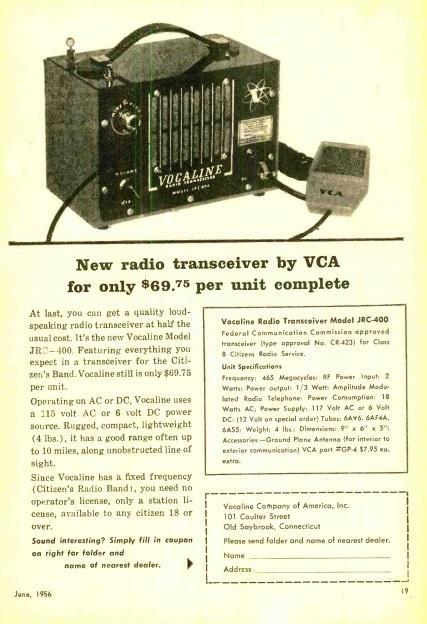 VOLUME
VOCALINE
RADIO TRANSCEIVER
MODEL JRC400
VCA
New radio transceiver by VCA
for only $69.75 per unit complete
At last, you can get a quality loud-
speaking radio transceiver at half the
usual cost. It's the new Vocaline Model
JRC—400. Featuring everything you
expect in a transceiver for the Citi-
zen's Band. Vocaline still is only $69.75
per unit.
Operating on AC or DC, Vocaline uses
a 115 volt AC or 6 volt DC power
source. Rugged, compact, lightweight
(4 lbs.), it has a good range often up
to 10 miles, along unobstructed line of
sight.
Since Vocaline has a fixed frequency
(Citizen's Radio Band), you need no
operator's license, only a station li-
cense, available to any citizen 18 or
over.
Sound interesting? Simply fill in coupon
on right for folder and
name of nearest dealer.
Vocaline Radio Transceiver Model JRC-400
Federal Communication Commission approved
transceiver (type approval No. CR-423) for Class
B Citizens Radio Service.
Unit Specifications
Frequency: 465 Megacycles: RF Power Input: 2
Watts: Power output: 1/3 Watt: Amplitude Modu-
lated Radio Telephone: Power Consumption: 18
Watts AC; Power Supply: 117 Volt AC or 6 Volt
DC: (12 Volt on special order) Tubes; 6AV6, 6AF4A,
6AS5: Weight: 4 lbs.: Dimensions: 9" x 6" x 5":
Accessories:—Ground Plane Antenna (for interior to
exterior communication) VCA part #GP-4 $7.95 ea.
extra.
Vocaline Company of America, Inc.
101 Coulter Street
Old Saybrook, Connecticut
Please send folder and name of nearest dealer.
Name
Address
June, 1956
19